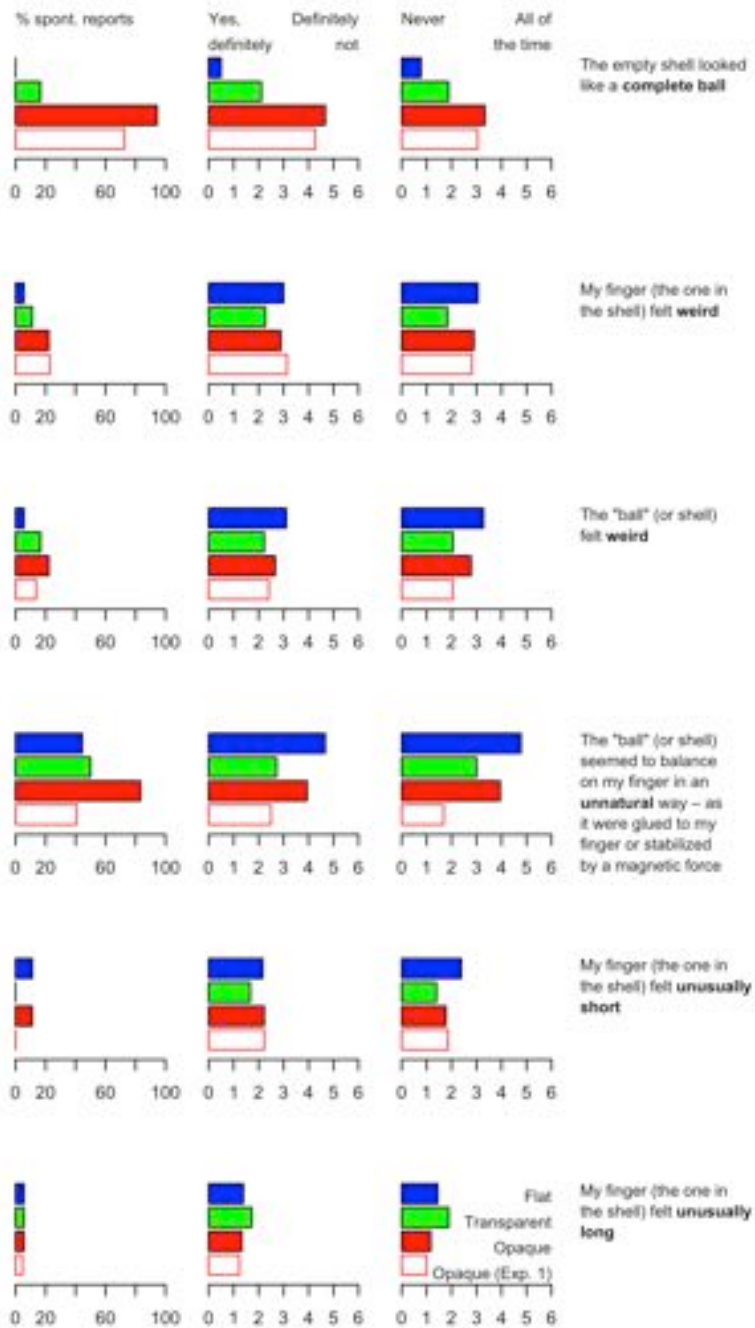 % spont. reports
Yes, definitely
Definitely not
Never
All of the time
The empty shell looked
like a complete ball
0 20 60 100
0 1 2 3 4 5 6
0 1 2 3 4 5 6
My finger (the one in
the shell) felt weird
0 20 60 100
0 1 2 3 4 5 6
0 1 2 3 4 5 6
The "ball" (or shell)
felt weird
0 20 60 100
0 1 2 3 4 5 6
0 1 2 3 4 5 6
The "ball" (or shell)
seemed to balance
on my finger in an
unnatural way – as
it were glued to my
finger or stabilized
by a magnetic force
0 20 60 100
0 1 2 3 4 5 6
0 1 2 3 4 5 6
My finger (the one in
the shell) felt unusually
short
0 20 60 100
0 1 2 3 4 5 6
0 1 2 3 4 5 6
Flat
Transparent
Opaque
Opaque (Exp. 1)
My finger (the one in
the shell) felt unusually
long
0 20 60 100
0 1 2 3 4 5 6
0 1 2 3 4 5 6